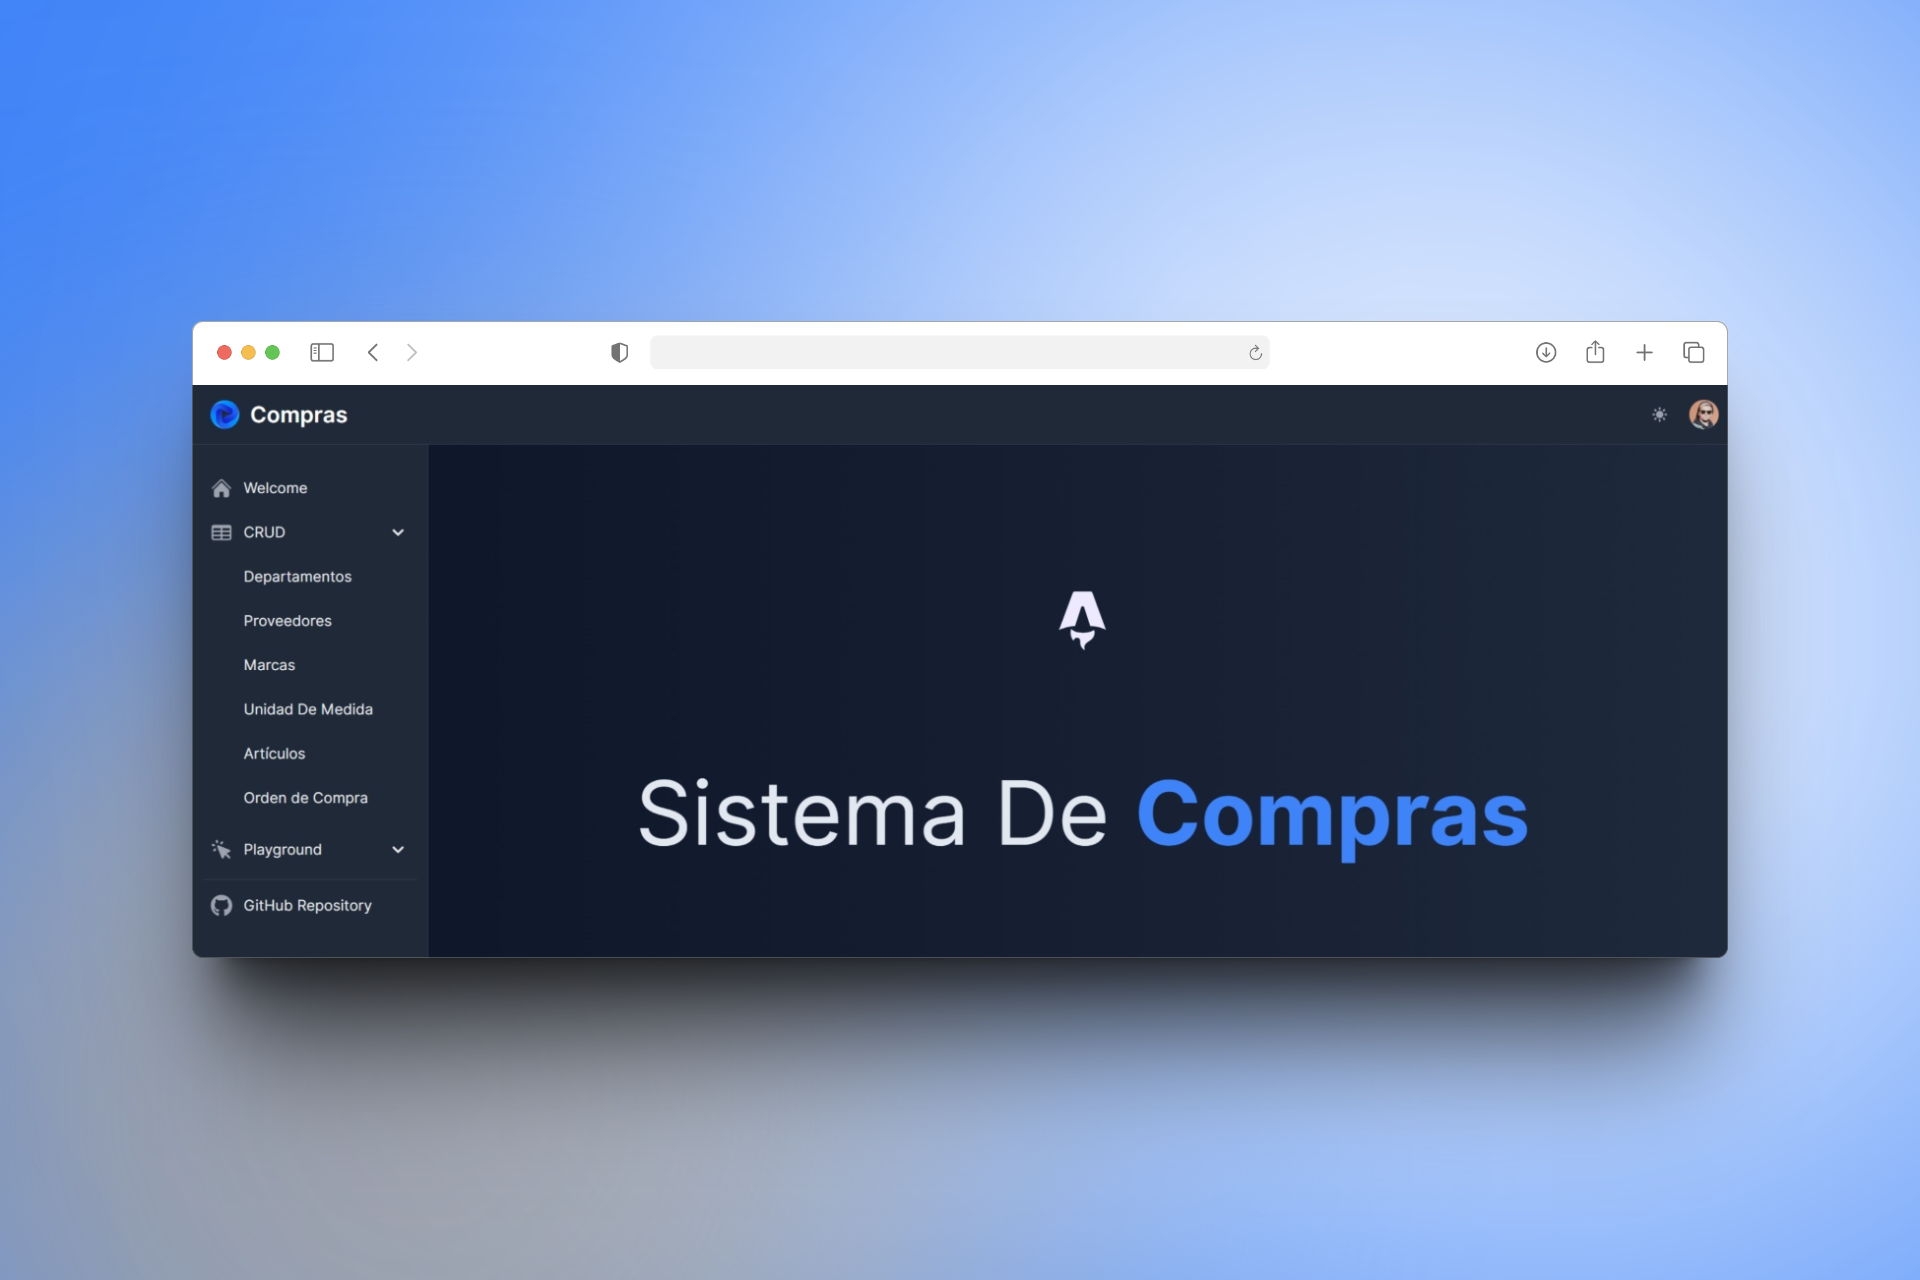 Compras
Welcome
CRUD
Departamentos
Proveedores
Marcas
Unidad De Medida
Artículos
Orden de Compra
Playground
GitHub Repository
Sistema De Compras